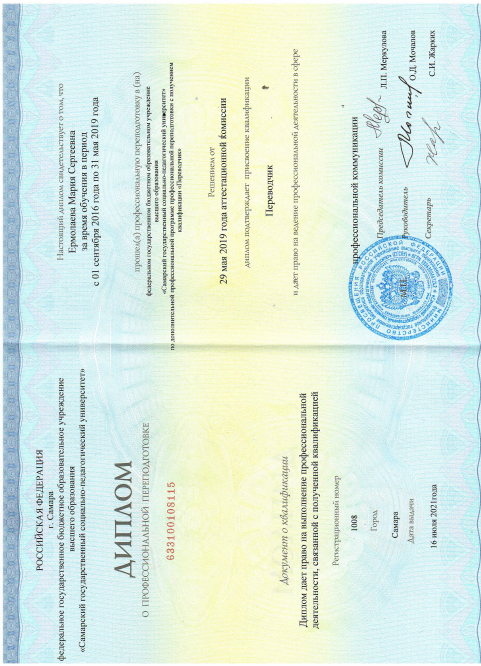 РОССИЙСКАЯ ФЕДЕРАЦИЯ
г. Самара
федеральное государственное бюджетное образовательное учреждение
высшего образования
«Самарский государственный социально-педагогический университет»
ДИПЛОМ
О ПРОФЕССИОНАЛЬНОЙ ПЕРЕПОДГОТОВКЕ
633100108115
Документ о квалификации
Диплом дает право на выполнение профессиональной
деятельности, связанной с полученной квалификацией
Регистрационный номер
1008
Город
Самара
Дата выдачи
16 июля 2021года
Настоящий диплом свидетельствует о том, что
Ермолаева Мария Сергеевна
за время обучения в период
с 01 сентября 2016 года по 31 мая 2019 года
прошел(а) профессиональную переподготовку в (на)
федеральном государственном бюджетном образовательном учреждение
высшего образования
«Самарский государственный социально-педагогический университет»
по дополнительной профессиональной программе профессиональной переподготовки с получением
квалификации «Переводчик»
Решением от
29 мая 2019 года аттестационной комиссии
диплом подтверждает присвоение квалификации
Переводчик
и дает право на ведение профессиональной деятельности в сфере
профессиональной коммуникации
Председатель комиссии Л.П. Меркулова
Руководитель О.Д. Мочалов
Секретарь С.И. Жарких
М.П.